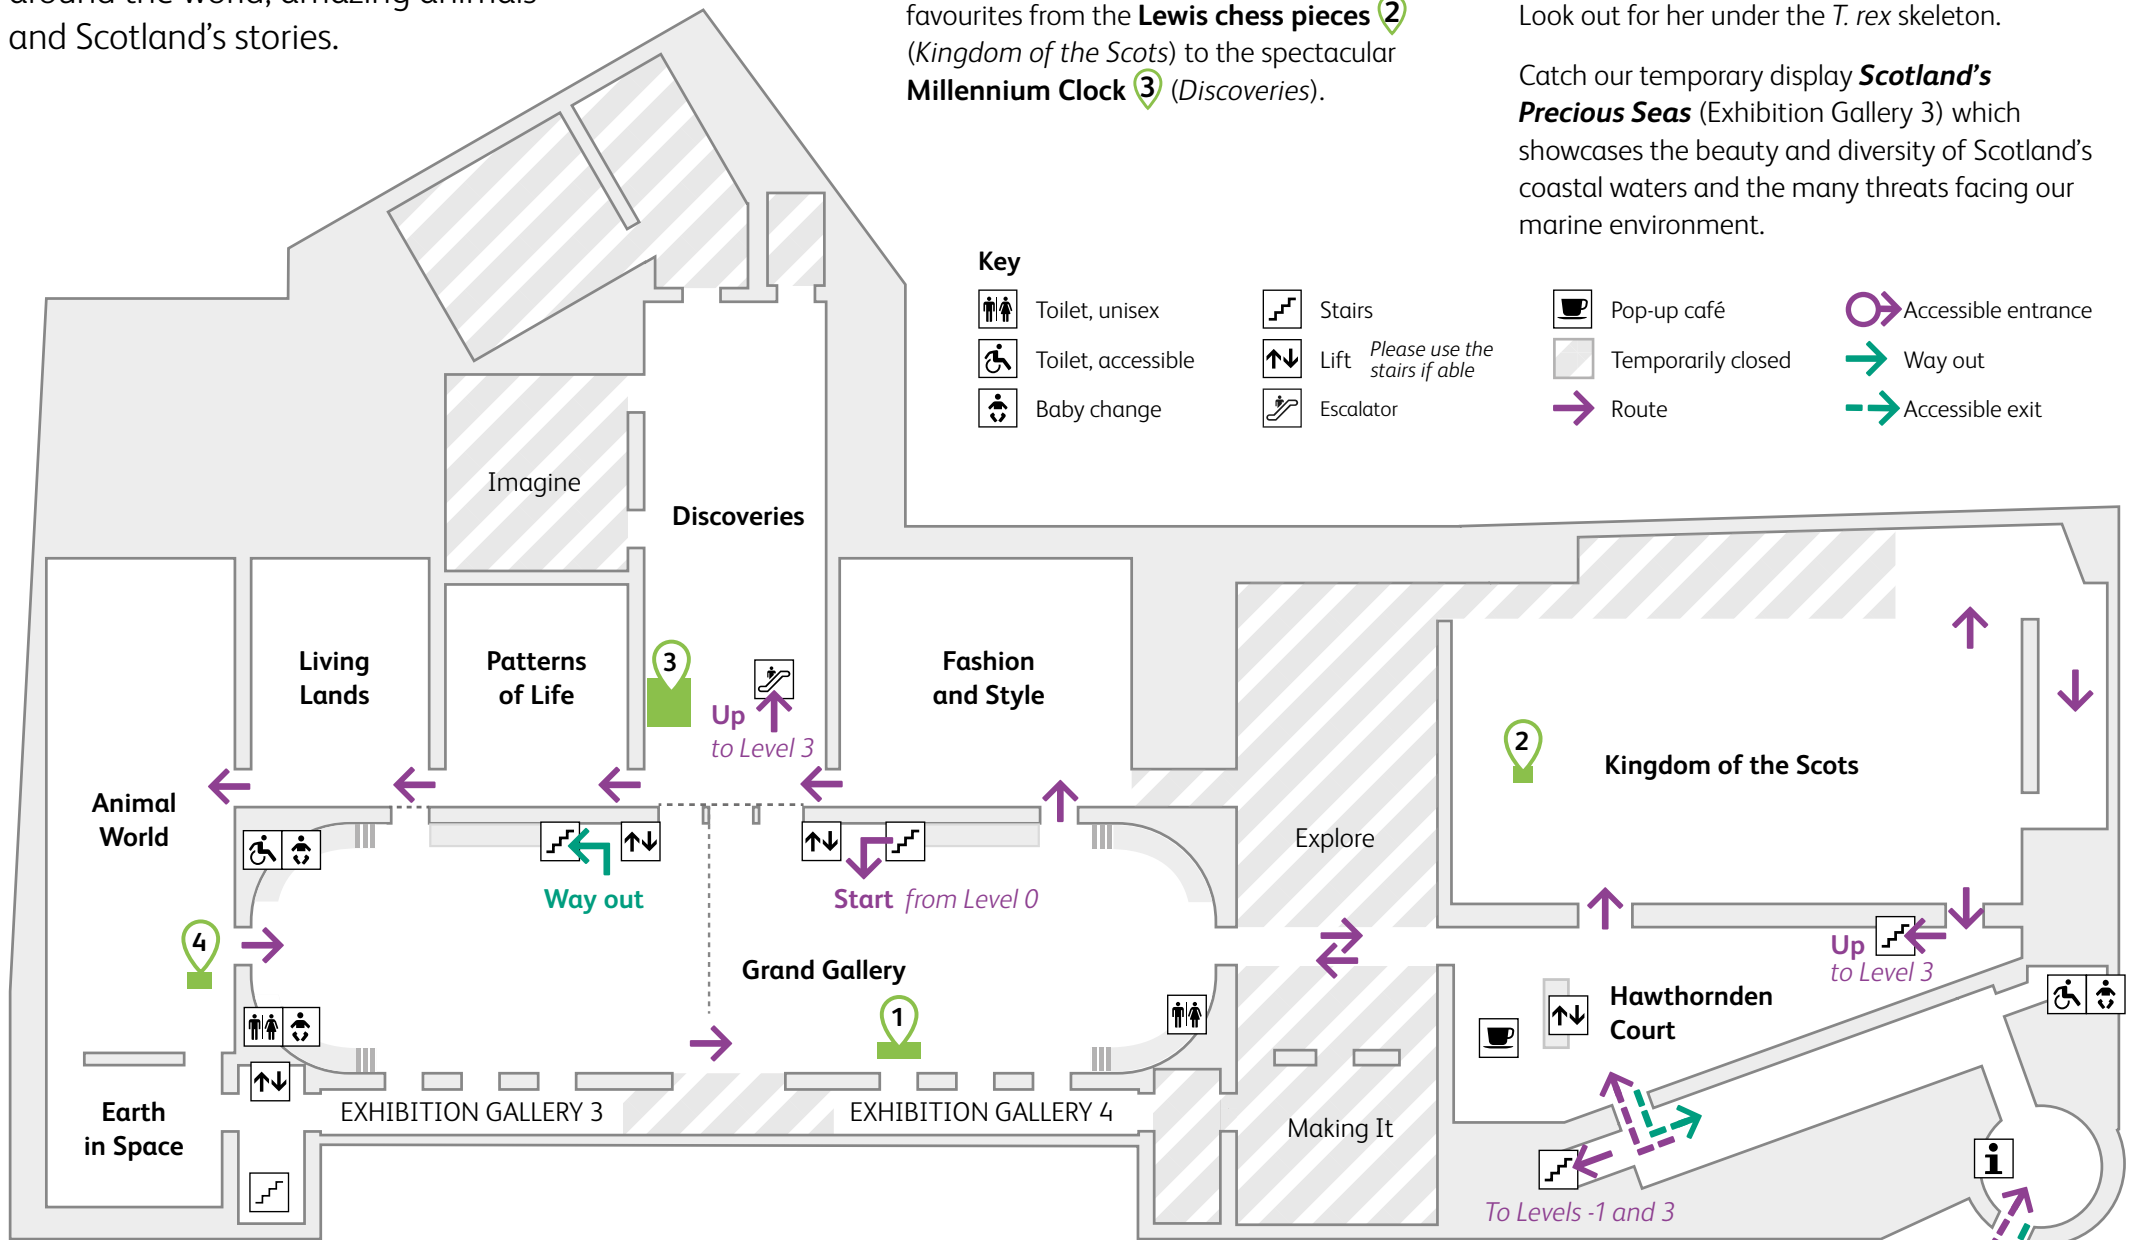 around the world, amazing animals
and Scotland's stories.
favourites from the Lewis chess pieces 2
(Kingdom of the Scots) to the spectacular
Millennium Clock 3 (Discoveries).
Look out for her under the T. rex skeleton.
Catch our temporary display Scotland's
Precious Seas (Exhibition Gallery 3) which
showcases the beauty and diversity of Scotland's
coastal waters and the many threats facing our
marine environment.
Key
Toilet, unisex
Toilet, accessible
Baby change
Stairs
Lift Please use the
stairs if able
Escalator
Pop-up café
Temporarily closed
Route
Accessible entrance
Way out
Accessible exit
Imagine
Discoveries
Living
Lands
Patterns
of Life
3
Up
to Level 3
Fashion
and Style
2
Kingdom of the Scots
Animal
World
Explore
Way out
Start from Level 0
4
Grand Gallery
1
Up
to Level 3
Hawthornden
Court
Earth
in Space
EXHIBITION GALLERY 3
EXHIBITION GALLERY 4
Making It
i
To Levels -1 and 3